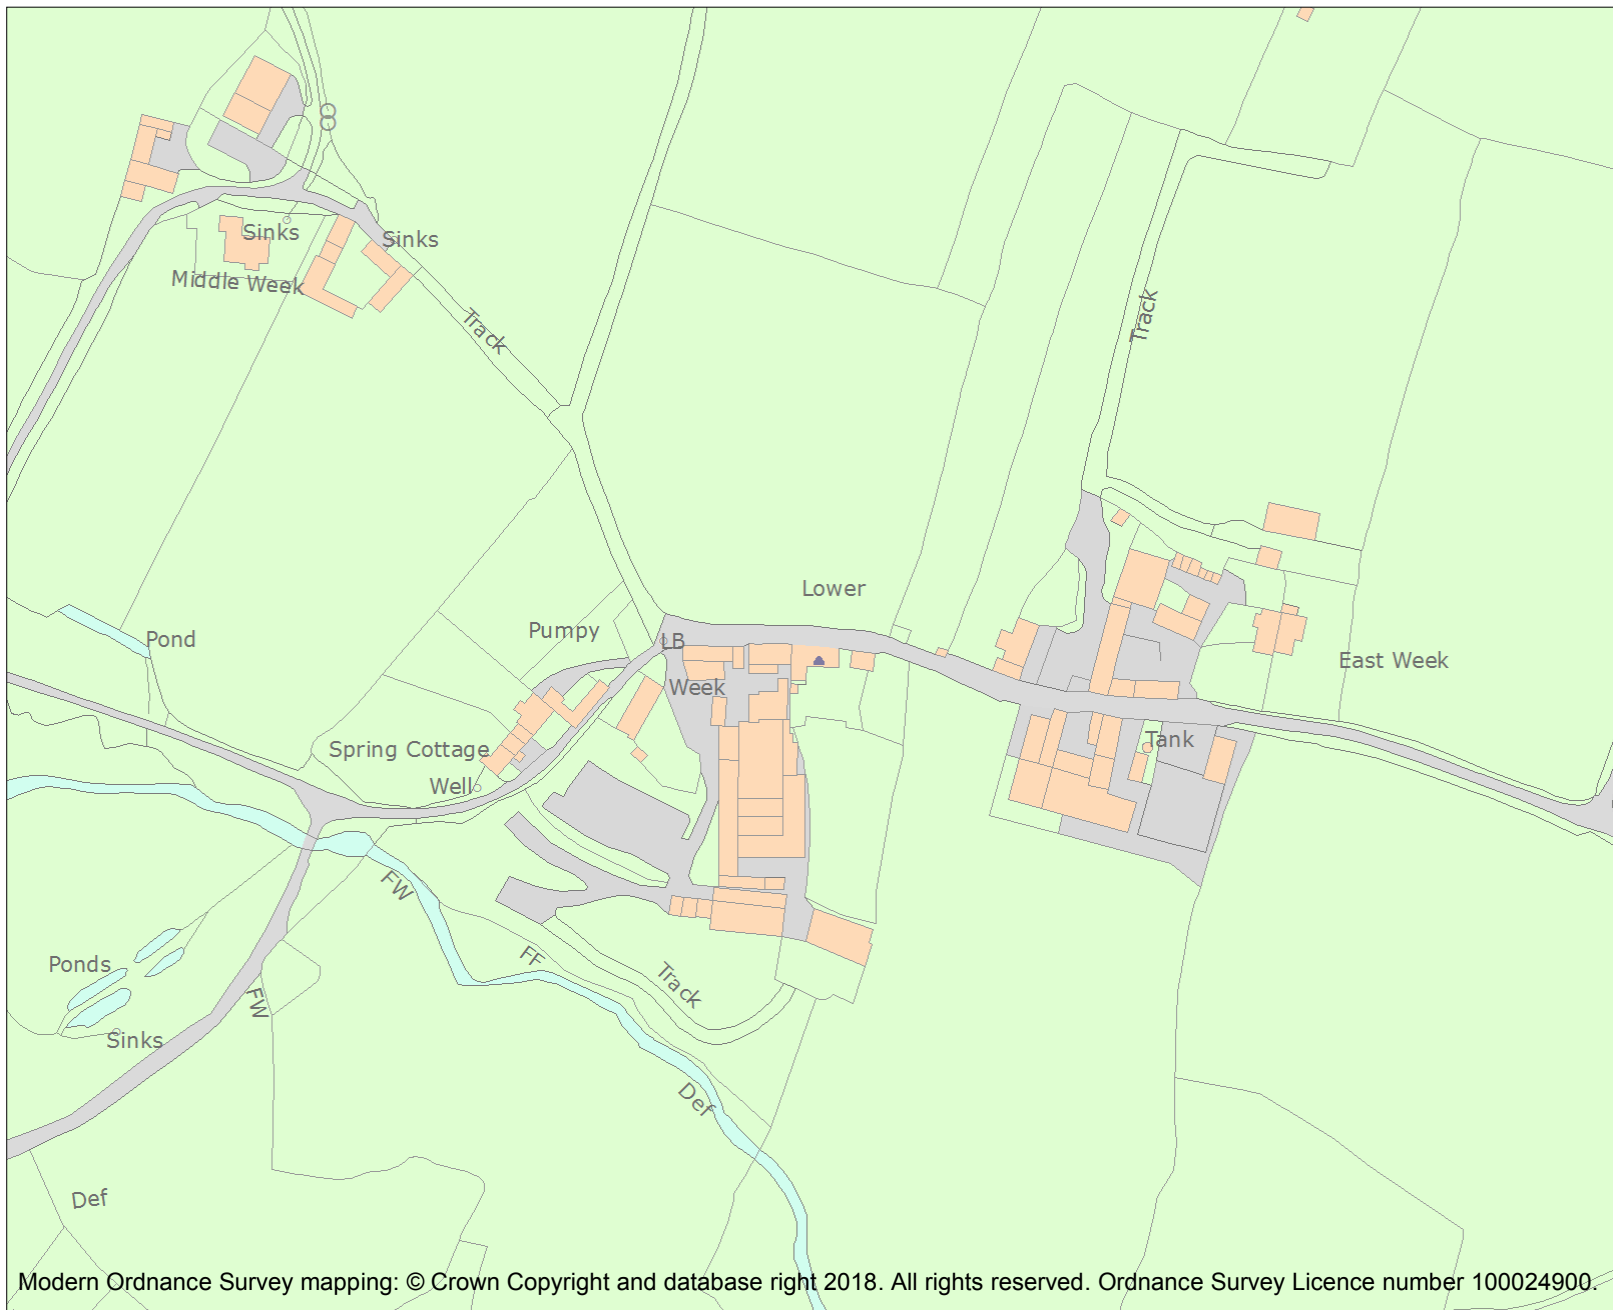 Sinks
Sinks
Middle Week
Track
Track
Lower
Pumpy
LB
Pond
East Week
Week
Spring Cottage
Tank
Well
FW
FF
Ponds
Track
FW
Sinks
Def
Def
Modern Ordnance Survey mapping: © Crown Copyright and database right 2018. All rights reserved. Ordnance Survey Licence number 100024900.